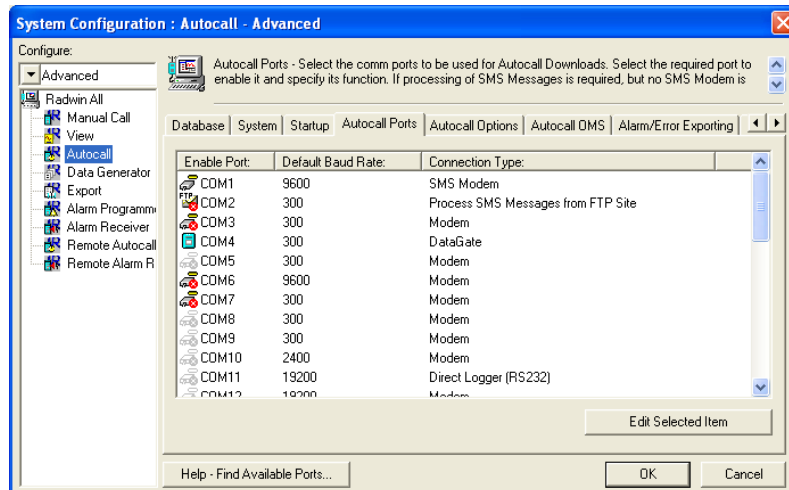 System Configuration : Autocall - Advanced
Configure:
Advanced
Radwin All
Manual Call
View
Autocall
Data Generator
Export
Alarm Programm
Alarm Receiver
Remote Autocall
Remote Alarm R
Autocall Ports - Select the comm ports to be used for Autocall Downloads. Select the required port to
enable it and specify its function. If processing of SMS Messages is required, but no SMS Modem is
Database System Startup Autocall Ports Autocall Options Autocall OMS Alarm/Error Exporting
Enable Port: Default Baud Rate: Connection Type:
COM1 9600 SMS Modem
FTP COM2 300 Process SMS Messages from FTP Site
COM3 300 Modem
COM4 300 DataGate
COM5 300 Modem
COM6 9600 Modem
COM7 300 Modem
COM8 300 Modem
COM9 300 Modem
COM10 2400 Modem
COM11 19200 Direct Logger (RS232)
COM12 19200 Modem
Edit Selected Item
Help - Find Available Ports... OK Cancel